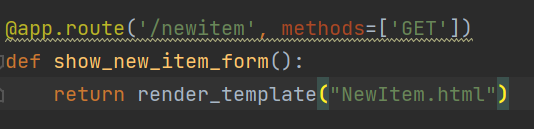 @app.route('/newitem', methods=['GET'])
def show_new_item_form():
    return render_template("NewItem.html")